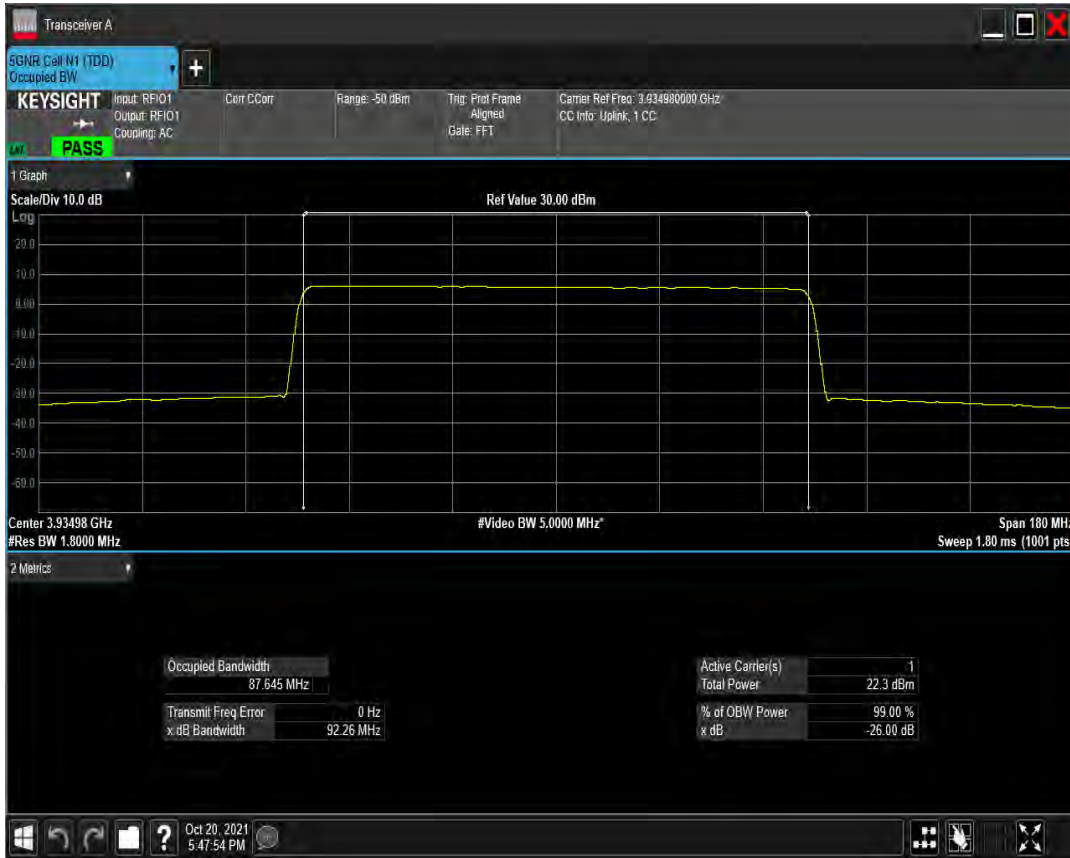 Transceiver A
5GNR Cell N1 (TDD)
Occupied BW
+
KEYSIGHT
Input: RFIO1
Output: RFIO1
Coupling: AC
Corr CCorr
Range: -50 dBm
Trig: Prot Frame
Aligned
Gate: FFT
Carrier Ref Freq: 3.934980000 GHz
CC Info: Uplink, 1 CC
PASS
1 Graph
Scale/Div 10.0 dB
Ref Value 30.00 dBm
Log
20.0
10.0
0.00
-10.0
-20.0
-30.0
-40.0
-50.0
-60.0
Center 3.93498 GHz
#Video BW 5.0000 MHz*
Span 180 MHz
#Res BW 1.8000 MHz
Sweep 1.80 ms (1001 pts
2 Metrics
Occupied Bandwidth
87.645 MHz
Transmit Freq Error 0 Hz
x dB Bandwidth 92.26 MHz
Active Carrier(s) 1
Total Power 22.3 dBm
% of OBW Power 99.00 %
x dB -26.00 dB
?
Oct 20, 2021
5:47:54 PM